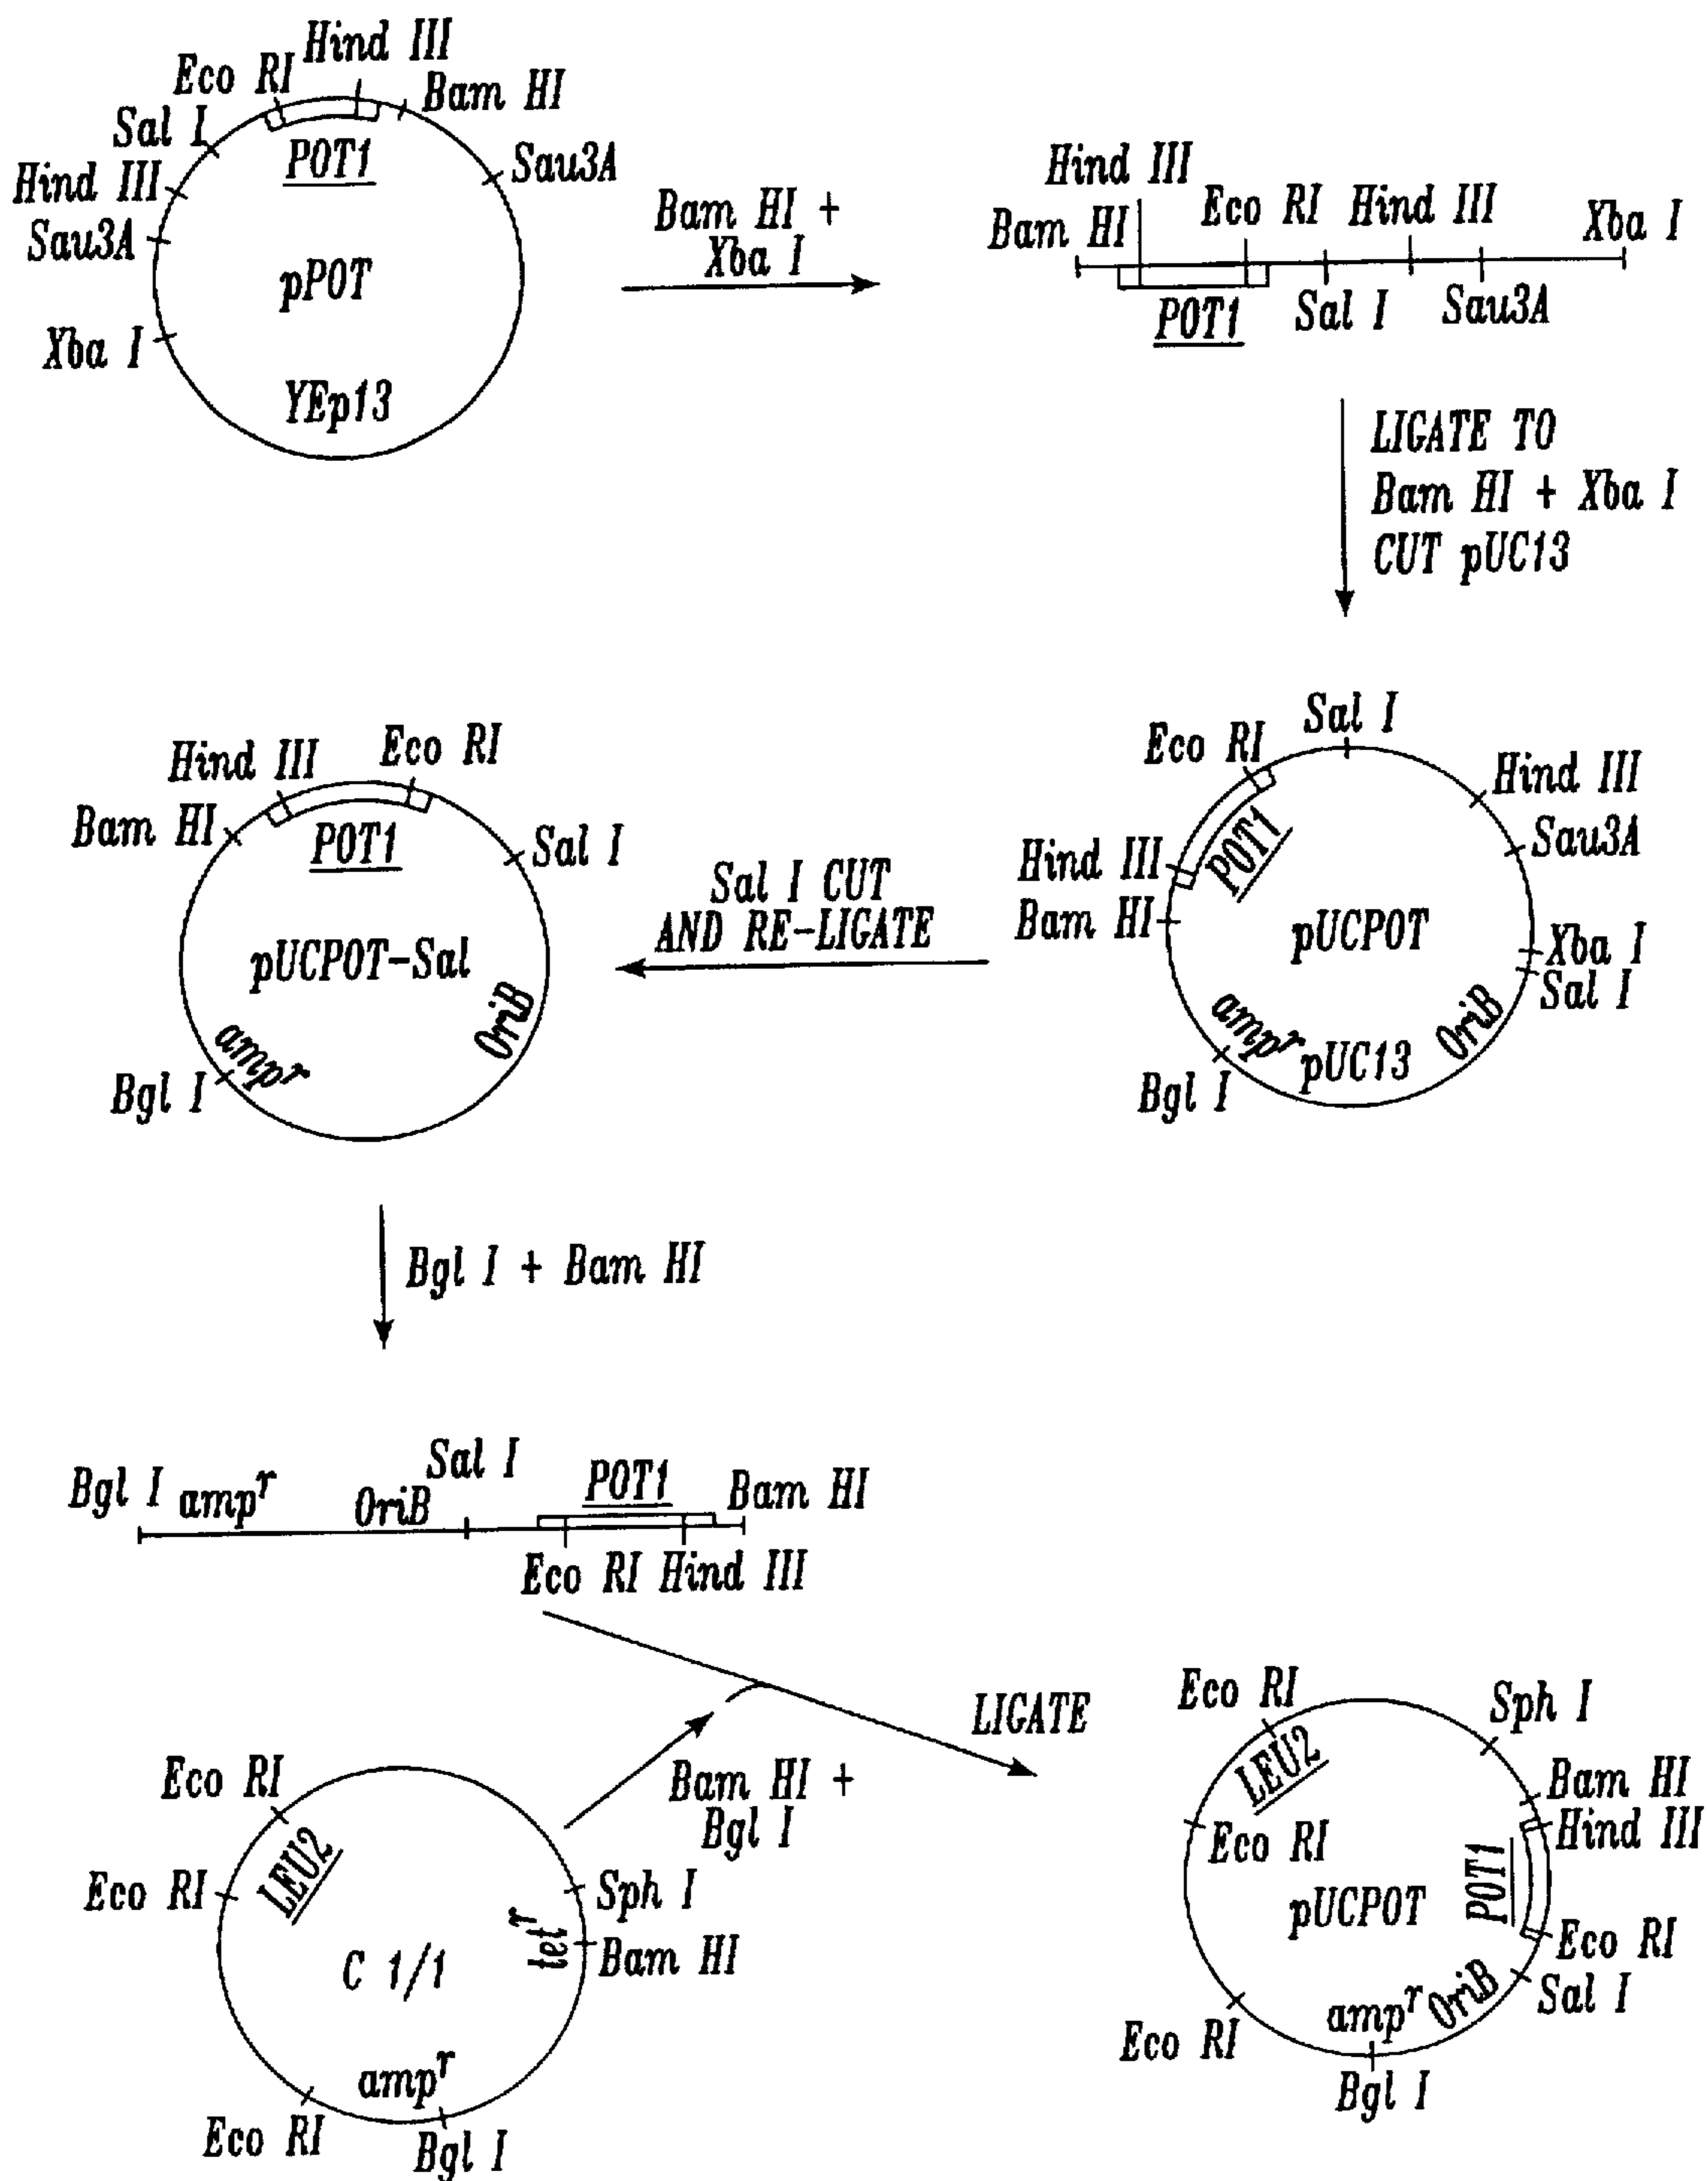 Hind III
Eco RI
Bam HI
Sal I
POT1
Sau3A
Hind III
Sau3A
pPOT
Xba I
YEp13
Bam HI +
Xba I
Hind III
Eco RI
Hind III
Xba I
Bam HI
POT1
Sal I
Sau3A
LIGATE TO
Bam HI + Xba I
CUT pUC13
Sal I
Eco RI
Hind III
Sau3A
POT1
Hind III
Bam HI
pUCPOT
Xba I
Sal I
ampr
pUC13
OriB
Bgl I
Sal I CUT
AND RE-LIGATE
Hind III
Eco RI
Bam HI
POT1
Sal I
pUCPOT-Sal
OriB
ampr
Bgl I
Bgl I + Bam HI
Bgl I
ampr
OriB
Sal I
POT1
Bam HI
Eco RI
Hind III
Eco RI
LEU2
Eco RI
C 1/1
tetr
Sph I
Bam HI
ampr
Eco RI
Bgl I
Bam HI +
Bgl I
LIGATE
Eco RI
Sph I
LEU2
Bam HI
Hind III
Eco RI
POT1
pUCPOT
Eco RI
Sal I
OriB
ampr
Eco RI
Bgl I